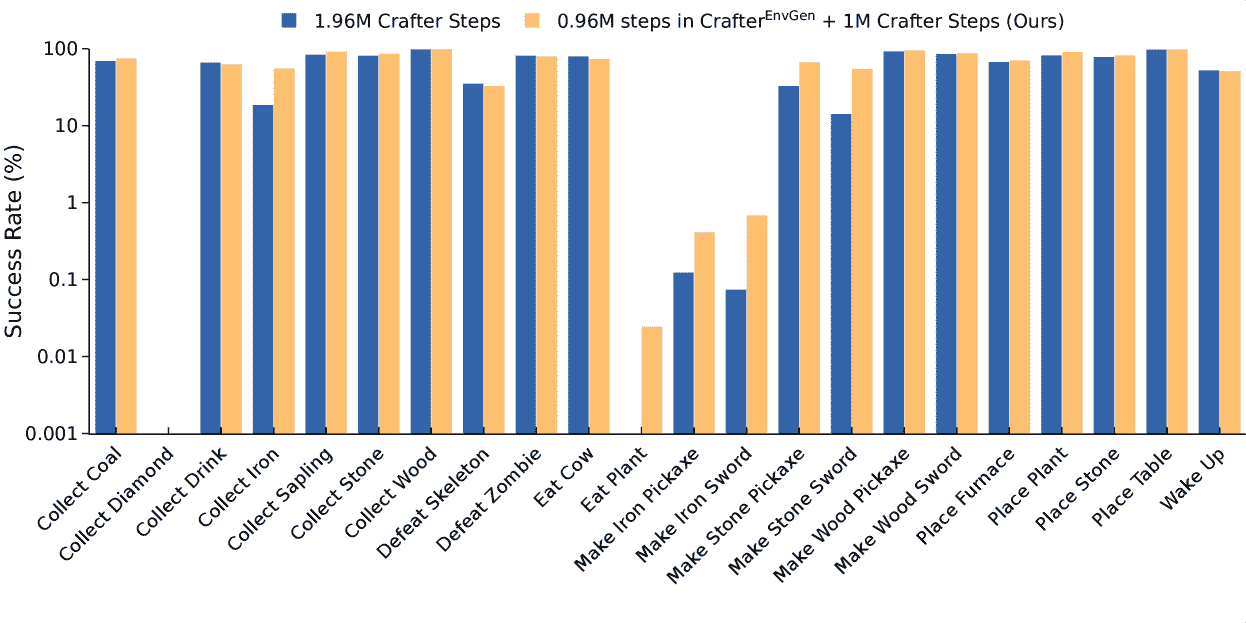 1.96M Crafter Steps
0.96M steps in Crafter^EnvGen + 1M Crafter Steps (Ours)
Success Rate (%)
100
10
1
0.1
0.01
0.001
Collect Coal
Collect Diamond
Collect Drink
Collect Iron
Collect Sapling
Collect Stone
Collect Wood
Defeat Skeleton
Defeat Zombie
Eat Cow
Eat Plant
Make Iron Pickaxe
Make Iron Sword
Make Stone Pickaxe
Make Stone Sword
Make Wood Pickaxe
Make Wood Sword
Place Furnace
Place Plant
Place Stone
Place Table
Wake Up